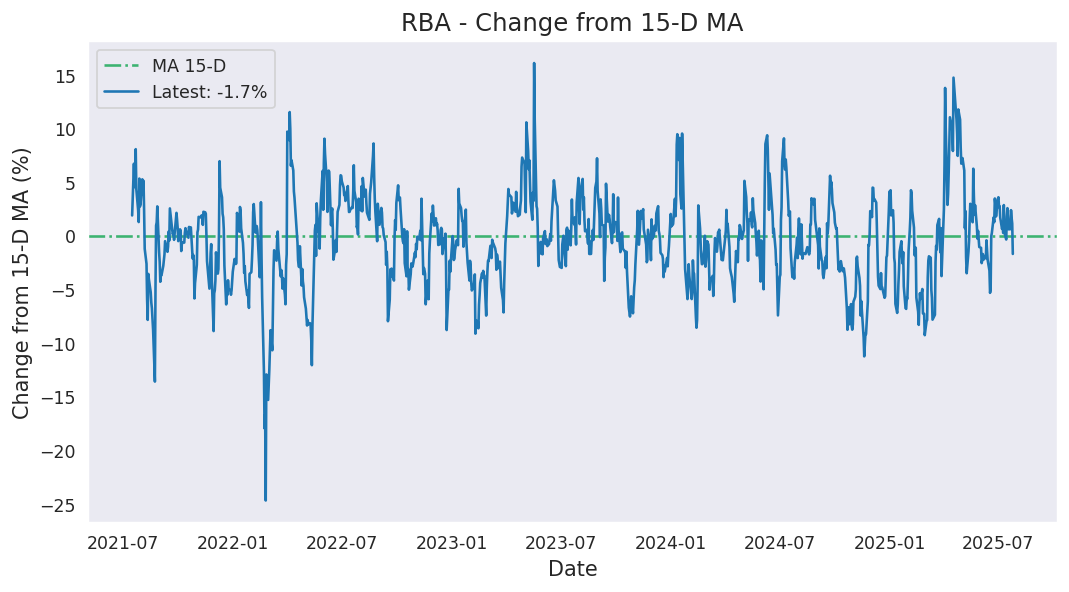 RBA - Change from 15-D MA
MA 15-D
Latest: -1.7%
Change from 15-D MA (%)
15
10
5
0
−5
−10
−15
−20
−25
2021-07 2022-01 2022-07 2023-01 2023-07 2024-01 2024-07 2025-01 2025-07
Date